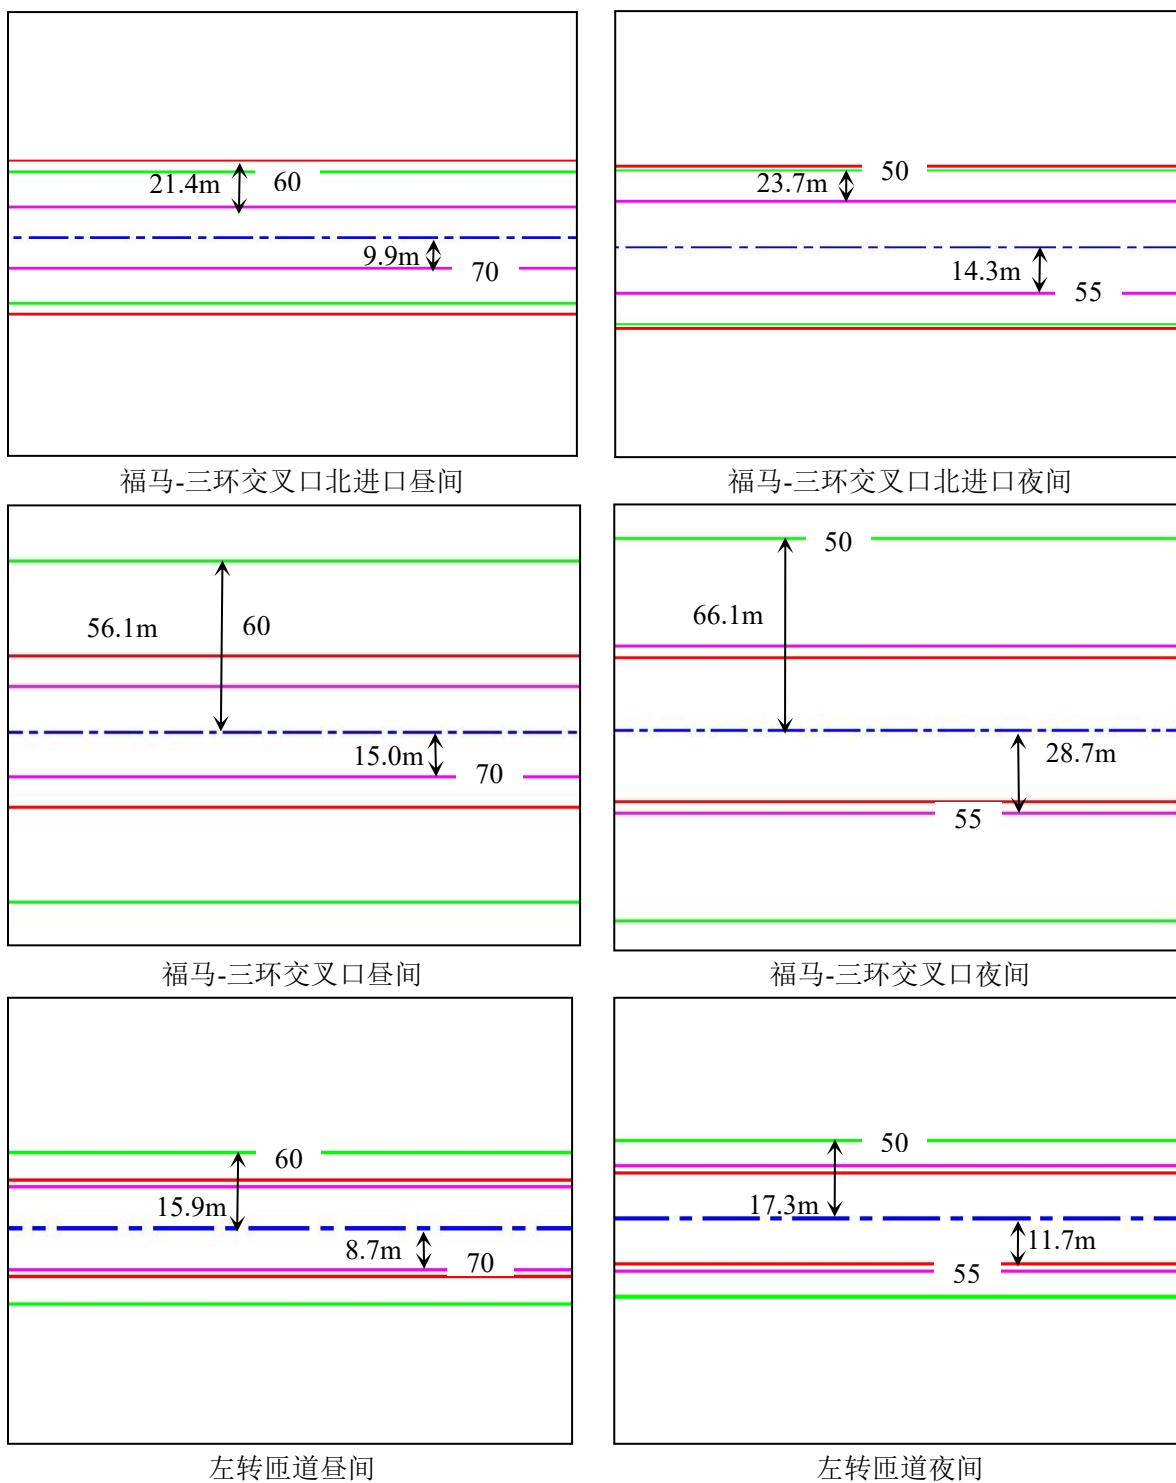 21.4m
60
9.9m
70
福马-三环交叉口北进口昼间
50
23.7m
14.3m
55
福马-三环交叉口北进口夜间
56.1m
60
15.0m
70
福马-三环交叉口昼间
50
66.1m
28.7m
55
福马-三环交叉口夜间
60
15.9m
8.7m
70
左转匝道昼间
50
17.3m
11.7m
55
左转匝道夜间